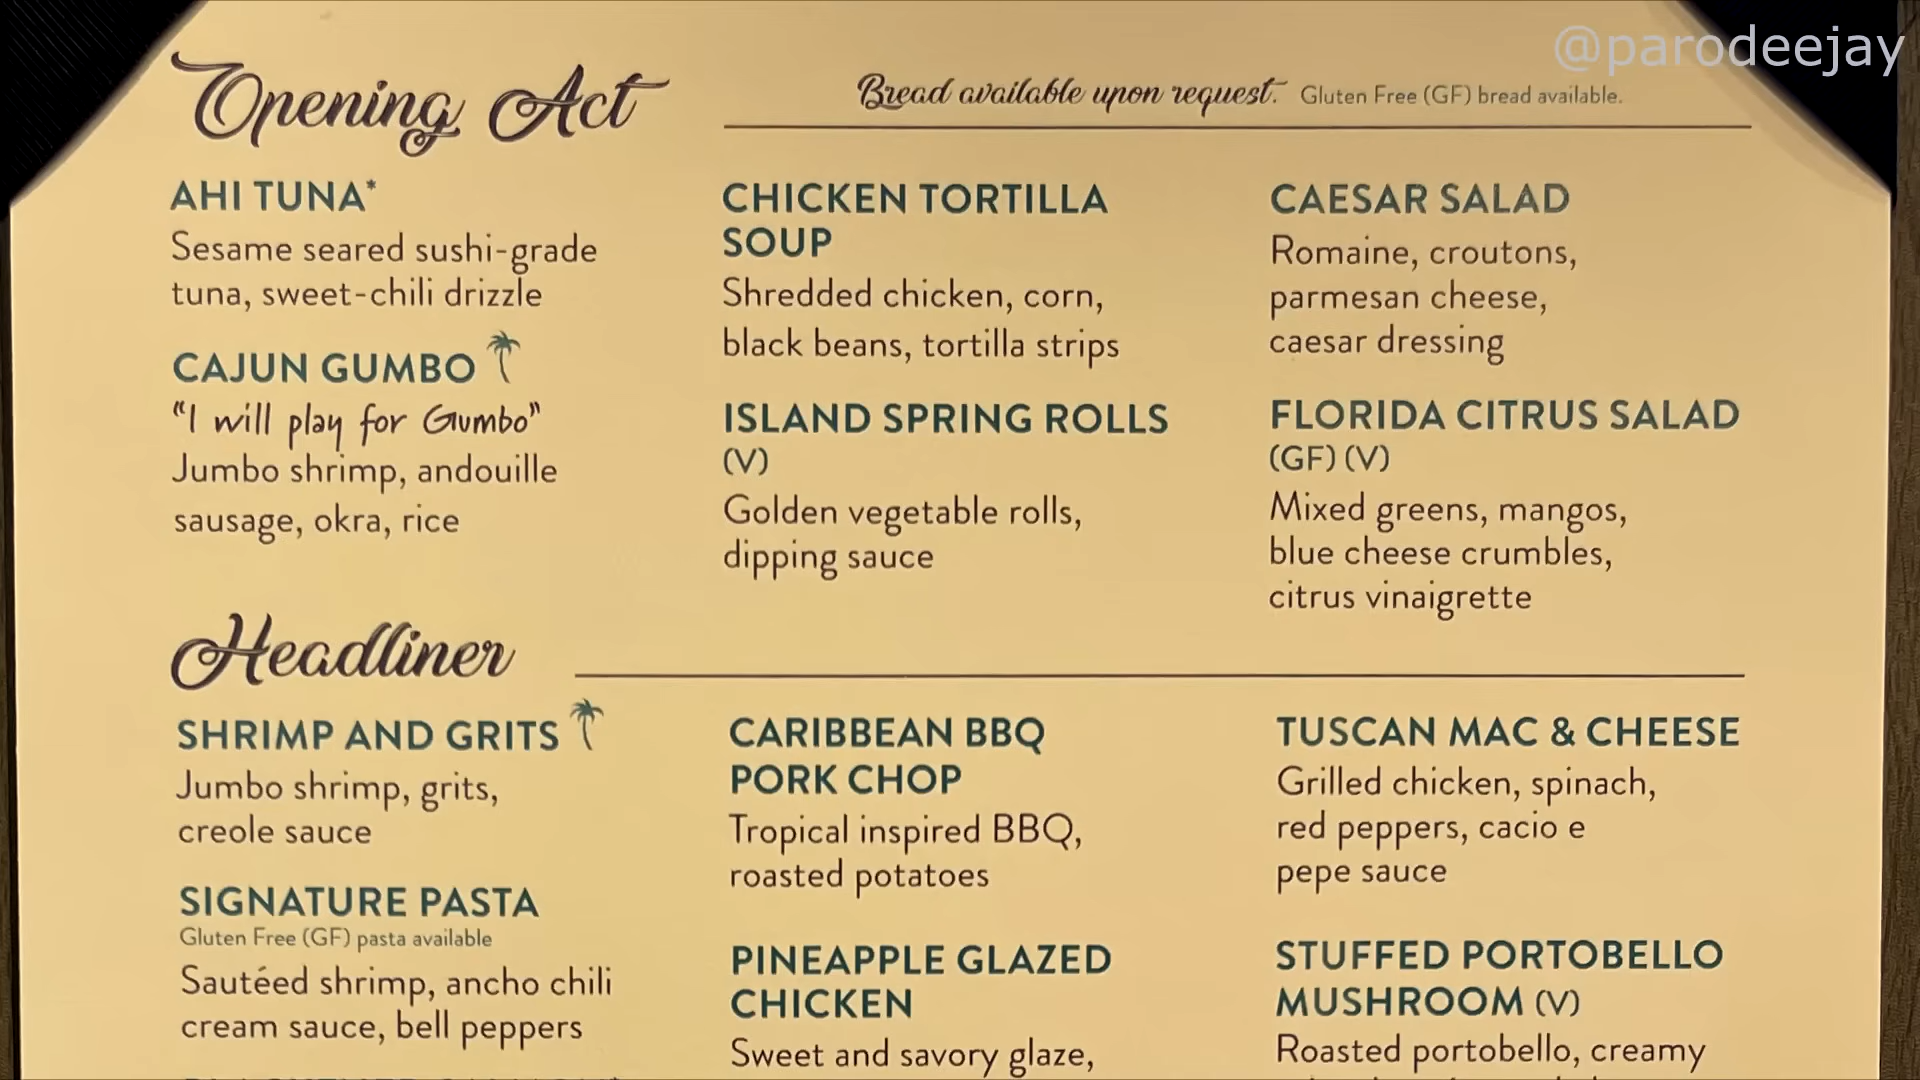 @parodeejay
Opening Act
Bread available upon request. Gluten Free (GF) bread available.
AHI TUNA*
Sesame seared sushi-grade
tuna, sweet-chili drizzle
CAJUN GUMBO
“I will play for Gumbo”
Jumbo shrimp, andouille
sausage, okra, rice
CHICKEN TORTILLA
SOUP
Shredded chicken, corn,
black beans, tortilla strips
ISLAND SPRING ROLLS
(V)
Golden vegetable rolls,
dipping sauce
CAESAR SALAD
Romaine, croutons,
parmesan cheese,
caesar dressing
FLORIDA CITRUS SALAD
(GF) (V)
Mixed greens, mangos,
blue cheese crumbles,
citrus vinaigrette
Headliner
SHRIMP AND GRITS
Jumbo shrimp, grits,
creole sauce
SIGNATURE PASTA
Gluten Free (GF) pasta available
Sautéed shrimp, ancho chili
cream sauce, bell peppers
CARIBBEAN BBQ
PORK CHOP
Tropical inspired BBQ,
roasted potatoes
PINEAPPLE GLAZED
CHICKEN
Sweet and savory glaze,
TUSCAN MAC & CHEESE
Grilled chicken, spinach,
red peppers, cacio e
pepe sauce
STUFFED PORTOBELLO
MUSHROOM (V)
Roasted portobello, creamy